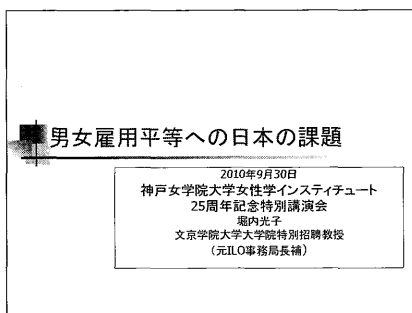 男女雇用平等への日本の課題
2010年9月30日
神戸女学院大学女性学インスティチュート
25周年記念特別講演会
堀内光子
文京学院大学大学院特別招聘教授
（元ILO事務局長補）